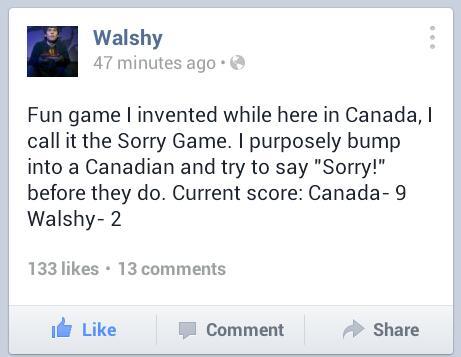 Walshy
47 minutes ago •
Fun game I invented while here in Canada, I
call it the Sorry Game. I purposely bump
into a Canadian and try to say "Sorry!"
before they do. Current score: Canada- 9
Walshy- 2
133 likes • 13 comments
Like Comment Share